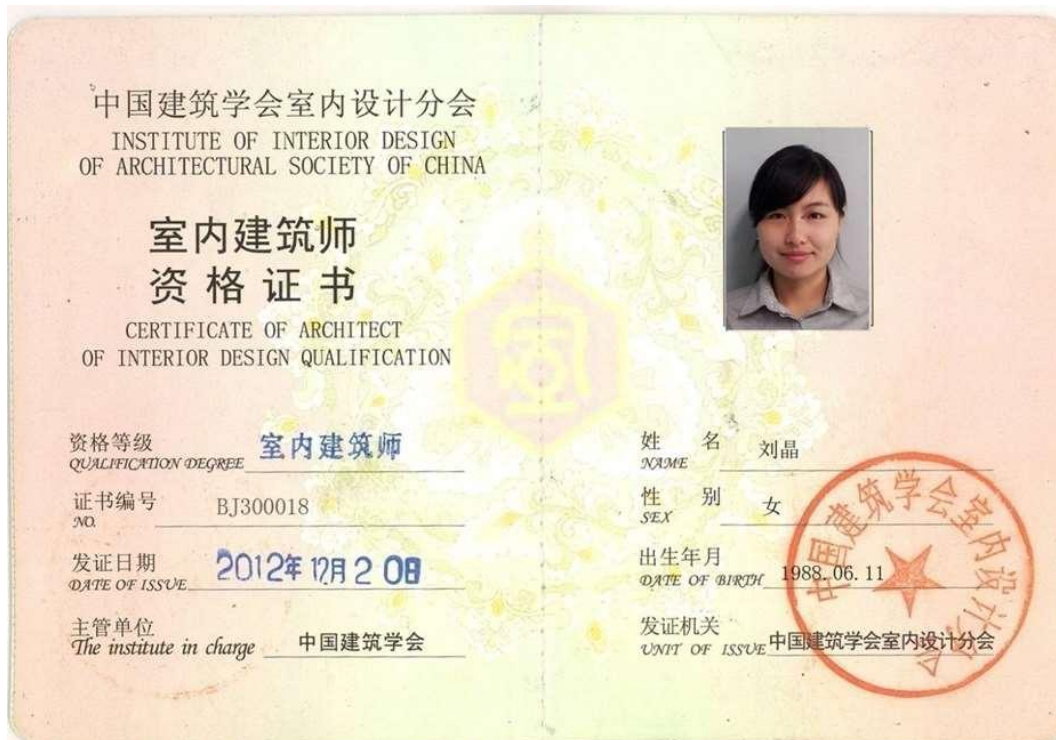 中国建筑学会室内设计分会
INSTITUTE OF INTERIOR DESIGN
OF ARCHITECTURAL SOCIETY OF CHINA
室内建筑师
资格证书
CERTIFICATE OF ARCHITECT
OF INTERIOR DESIGN QUALIFICATION
资格等级 室内建筑师
QUALIFICATION DEGREE
证书编号 BJ300018
NO.
发证日期 2012年12月20日
DATE OF ISSUE
主管单位 中国建筑学会
The institute in charge
姓 名 刘晶
NAME
性 别 女
SEX
出生年月 1988.06.11
DATE OF BIRTH
发证机关 中国建筑学会室内设计分会
UNIT OF ISSUE
中国建筑学会室内设计分会